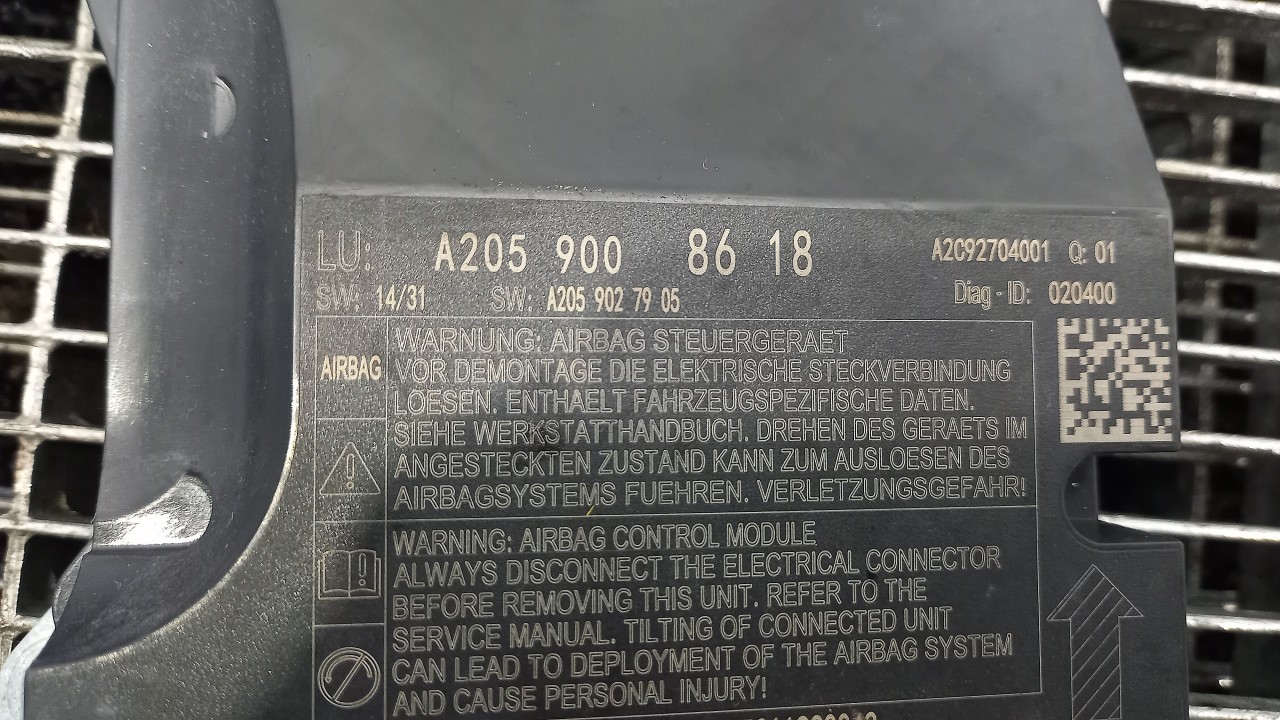 LU: A205 900 86 18 A2C92704001 Q: 01
SW: 14/31 SW: A205 902 79 05 Diag - ID: 020400
AIRBAG
WARNUNG: AIRBAG STEUERGERAET
VOR DEMONTAGE DIE ELEKTRISCHE STECKVERBINDUNG
LOESEN. ENTHAELT FAHRZEUGSPEZIFISCHE DATEN.
SIEHE WERKSTATTHANDBUCH. DREHEN DES GERAETS IM
ANGESTECKTEN ZUSTAND KANN ZUM AUSLOESEN DES
AIRBAGSYSTEMS FUEHREN. VERLETZUNGSGEFAHR!
WARNING: AIRBAG CONTROL MODULE
ALWAYS DISCONNECT THE ELECTRICAL CONNECTOR
BEFORE REMOVING THIS UNIT. REFER TO THE
SERVICE MANUAL. TILTING OF CONNECTED UNIT
CAN LEAD TO DEPLOYMENT OF THE AIRBAG SYSTEM
AND CAUSE PERSONAL INJURY!